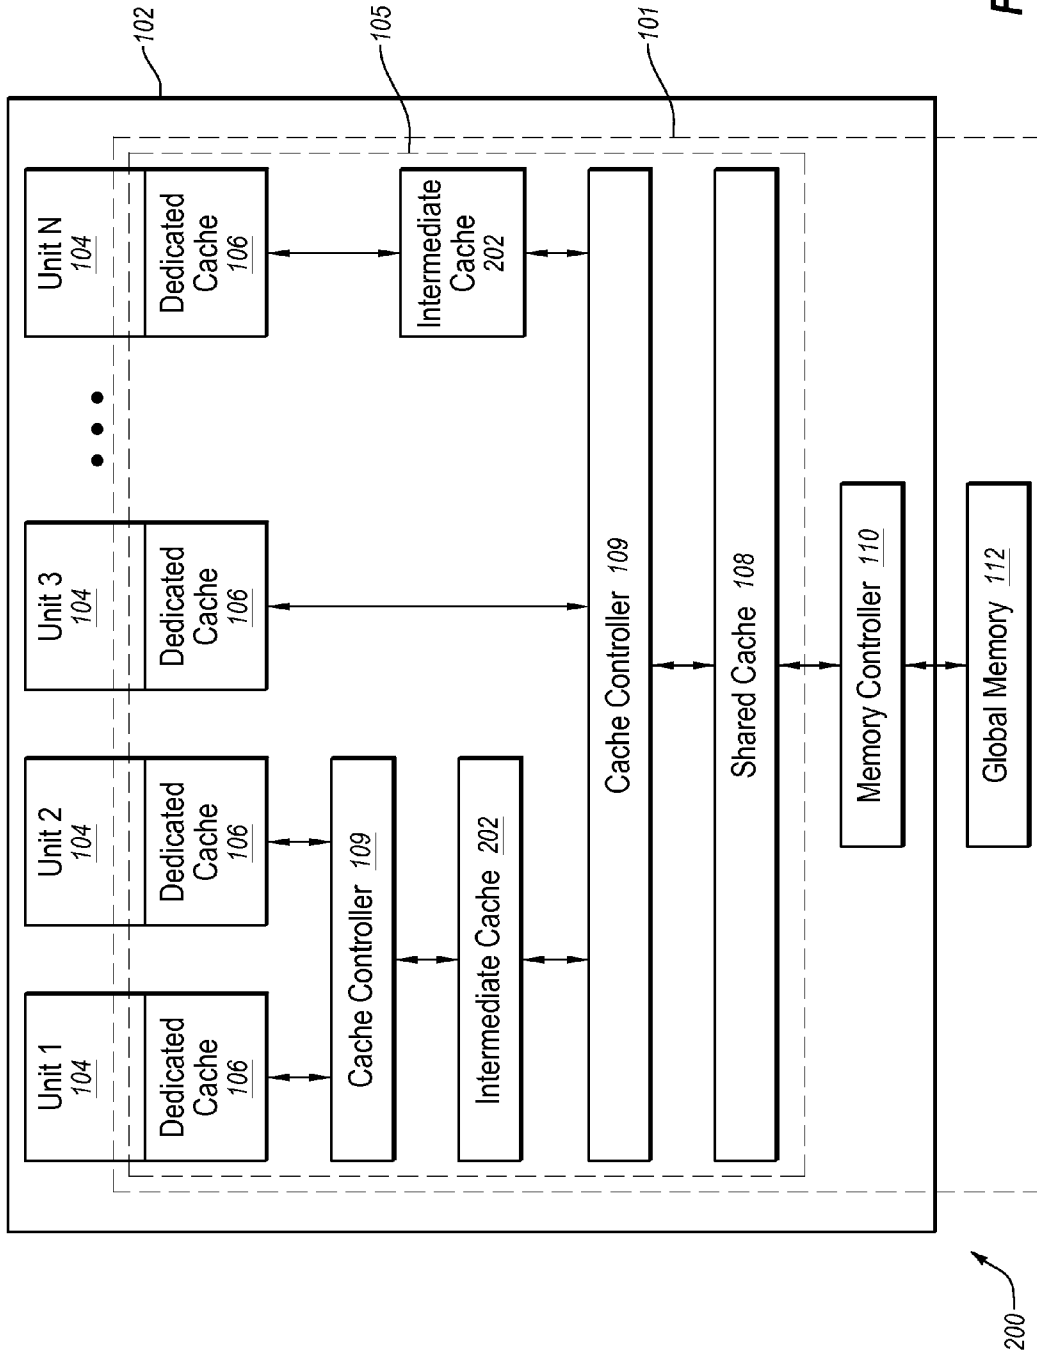 Unit 1
104
Dedicated
Cache
106
Unit 2
104
Dedicated
Cache
106
Unit 3
104
Dedicated
Cache
106
Unit N
104
Dedicated
Cache
106
102
105
101
Cache Controller 109
Intermediate Cache 202
Intermediate
Cache
202
Cache Controller 109
Shared Cache 108
Memory Controller 110
Global Memory 112
200